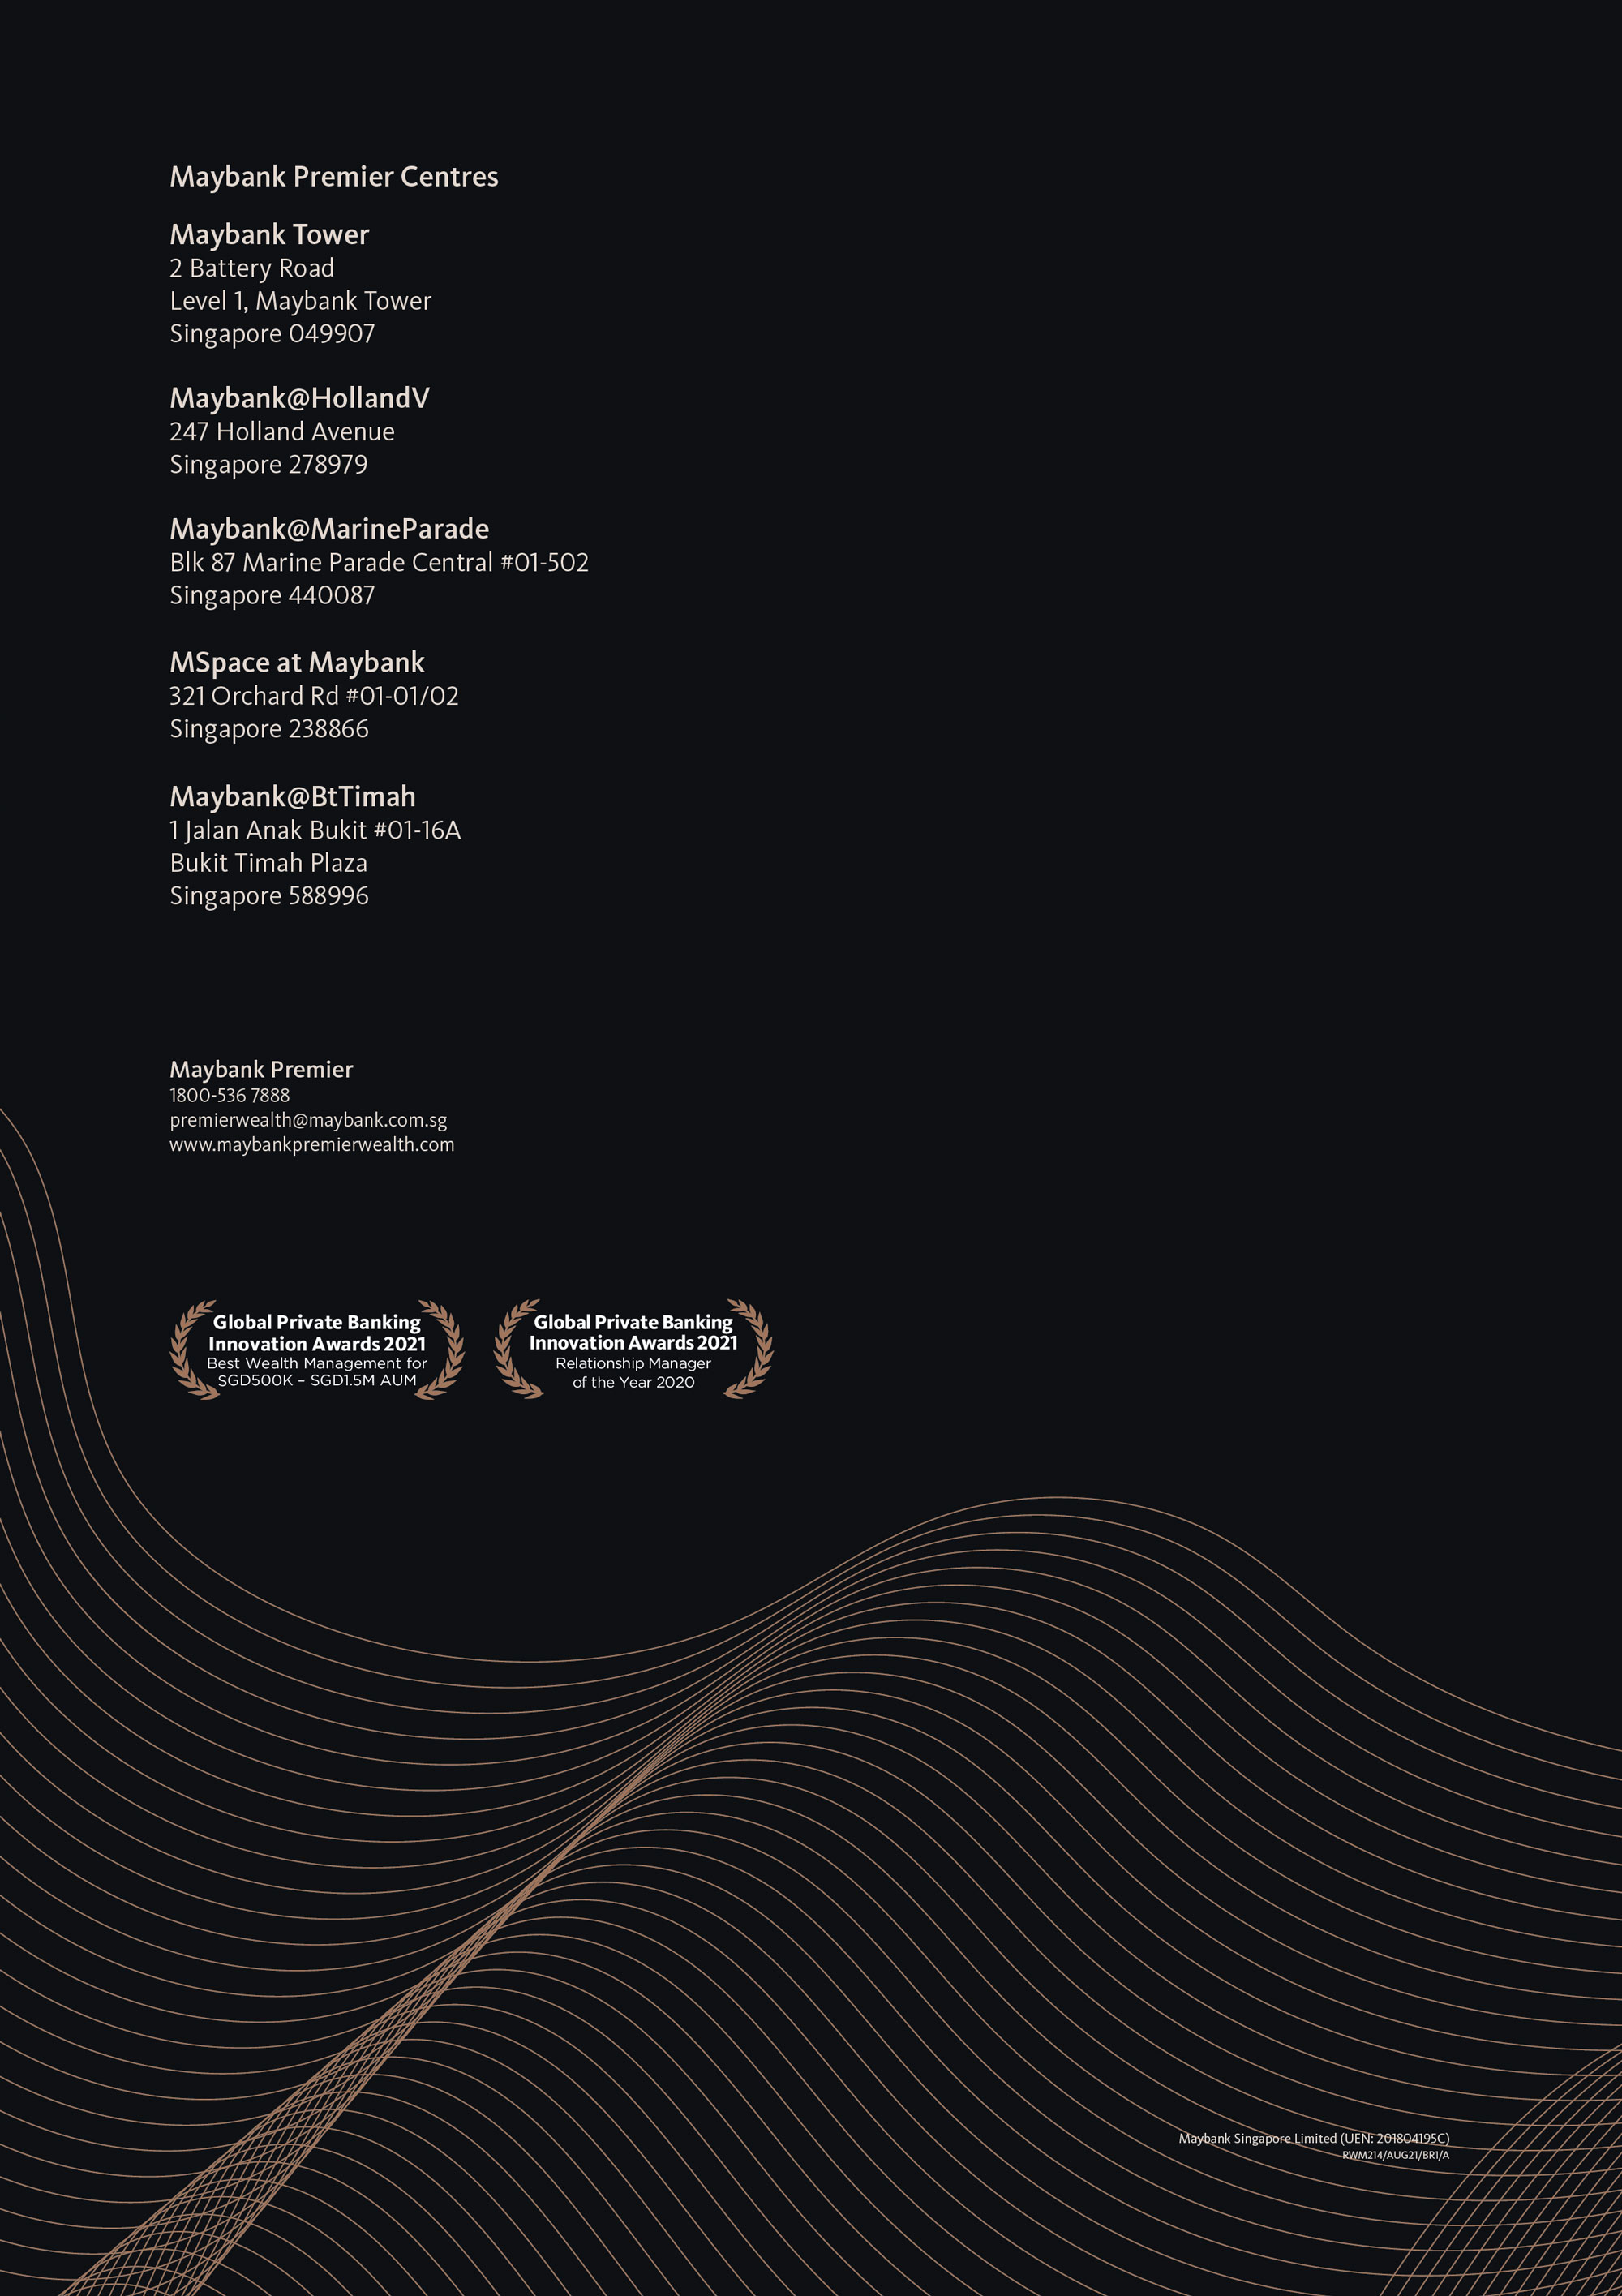 Maybank Premier Centres
Maybank Tower
2 Battery Road
Level 1, Maybank Tower
Singapore 049907
Maybank@HollandV
247 Holland Avenue
Singapore 278979
Maybank@MarineParade
Blk 87 Marine Parade Central #01-502
Singapore 440087
MSpace at Maybank
321 Orchard Rd #01-01/02
Singapore 238866
Maybank@BtTimah
1 Jalan Anak Bukit #01-16A
Bukit Timah Plaza
Singapore 588996
Maybank Premier
1800-536 7888
premierwealth@maybank.com.sg
www.maybankpremierwealth.com
Global Private Banking
Innovation Awards 2021
Best Wealth Management for
SGD500K – SGD1.5M AUM
Global Private Banking
Innovation Awards 2021
Relationship Manager
of the Year 2020
Maybank Singapore Limited (UEN: 201804195C)
RWM214/AUG21/BR1/A